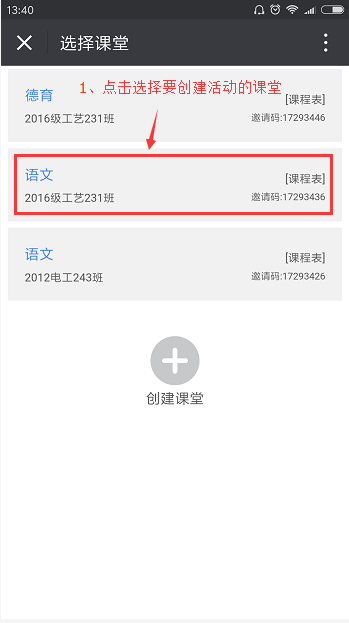 13:40
选择课堂
1、点击选择要创建活动的课堂
德育
[课程表]
2016级工艺231班
邀请码:17293446
语文
[课程表]
2016级工艺231班
邀请码:17293436
语文
[课程表]
2012电工243班
邀请码:17293426
创建课堂